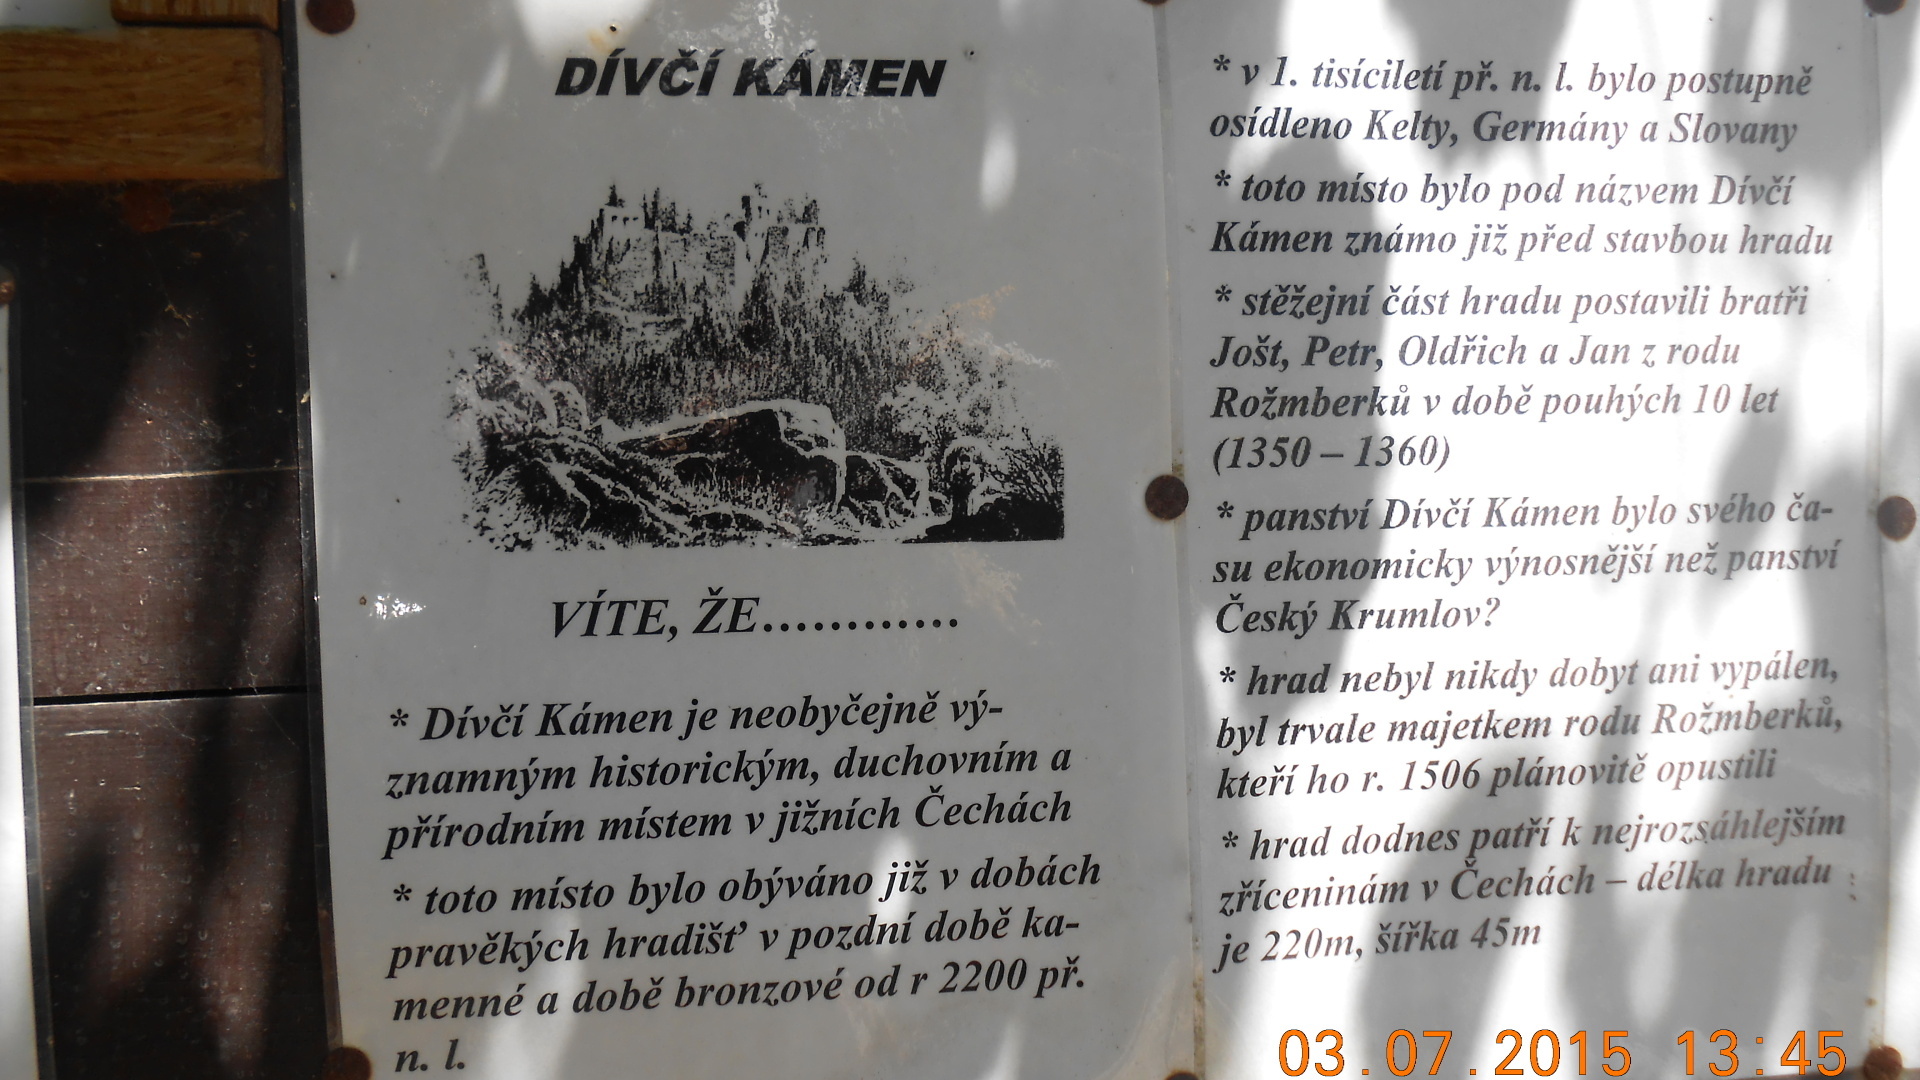 DÍVČÍ KÁMEN
VÍTE, ŽE............
* Dívčí Kámen je neobyčejně vý-
znamným historickým, duchovním a
přírodním místem v jižních Čechách
* toto místo bylo obýváno již v dobách
pravěkých hradišť v pozdní době ka-
menné a době bronzové od r 2200 př.
n. l.
* v 1. tisíciletí př. n. l. bylo postupně
osídleno Kelty, Germány a Slovany
* toto místo bylo pod názvem Dívčí
Kámen známo již před stavbou hradu
* stěžejní část hradu postavili bratři
Jošt, Petr, Oldřich a Jan z rodu
Rožmberků v době pouhých 10 let
(1350 – 1360)
* panství Dívčí Kámen bylo svého ča-
su ekonomicky výnosnější než panství
Český Krumlov?
* hrad nebyl nikdy dobyt ani vypálen,
byl trvale majetkem rodu Rožmberků,
kteří ho r. 1506 plánovitě opustili
* hrad dodnes patří k nejrozsáhlejším
zříceninám v Čechách – délka hradu
je 220m, šířka 45m
03.07.2015 13:45